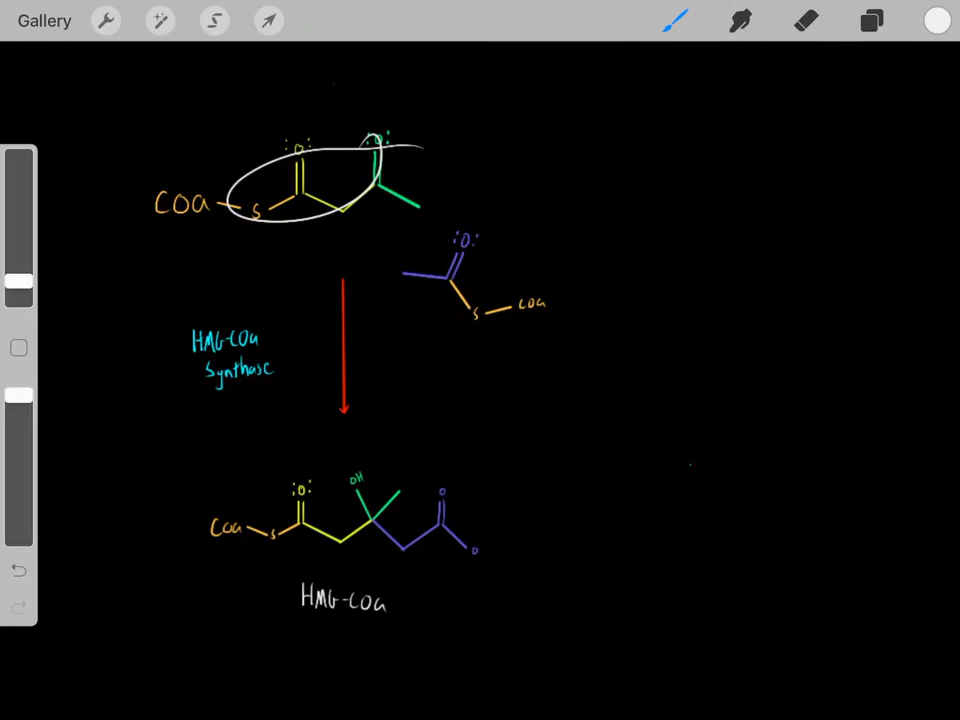 Gallery
:O: :O:
COA S
:O:
S COA
HMG-COA
Synthase
OH
:O: O
COA S O
HMG-COA